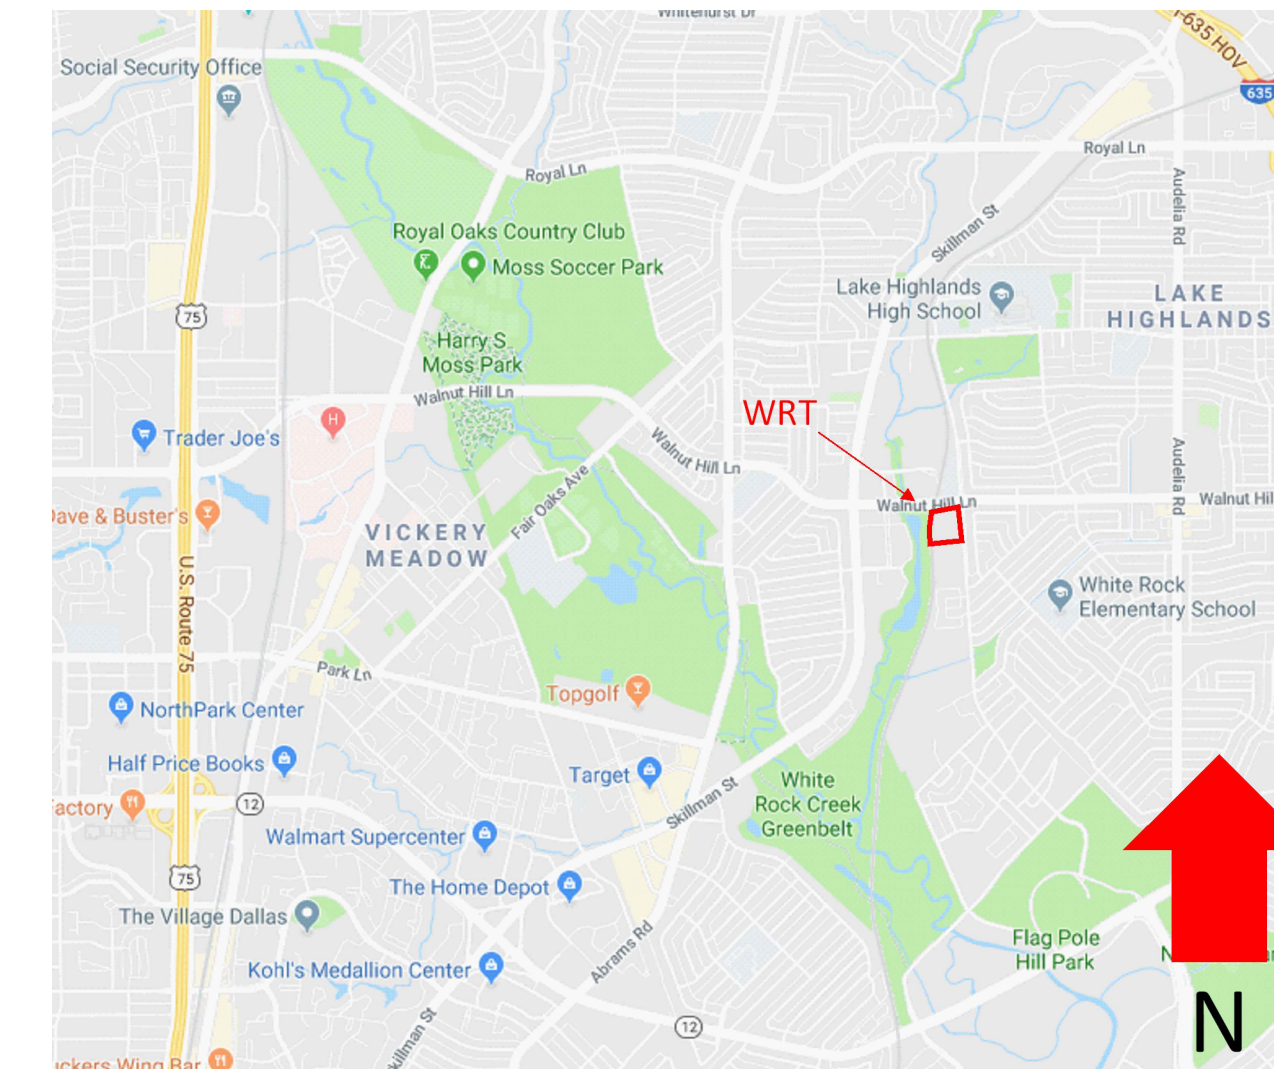 Whitehurst Dr
I-635 HOV
Social Security Office
635
Royal Ln
Royal Ln
Audelia Rd
Skillman St
Royal Oaks Country Club
Moss Soccer Park
Lake Highlands
High School
LAKE
HIGHLANDS
75
Harry S
Moss Park
Walnut Hill Ln
WRT
H
Trader Joe's
Walnut Hill Ln
Audelia Rd
Walnut Hill Ln
Walnut Hil
Dave & Buster's
Fair Oaks Ave
VICKERY
MEADOW
U.S. Route 75
White Rock
Elementary School
Park Ln
Topgolf
NorthPark Center
Half Price Books
Target
White
Rock Creek
Greenbelt
actory
12
Skillman St
Walmart Supercenter
75
The Home Depot
The Village Dallas
Flag Pole
Hill Park
N
Abrams Rd
Kohl's Medallion Center
12
killman St
N
uckers Wing Bar